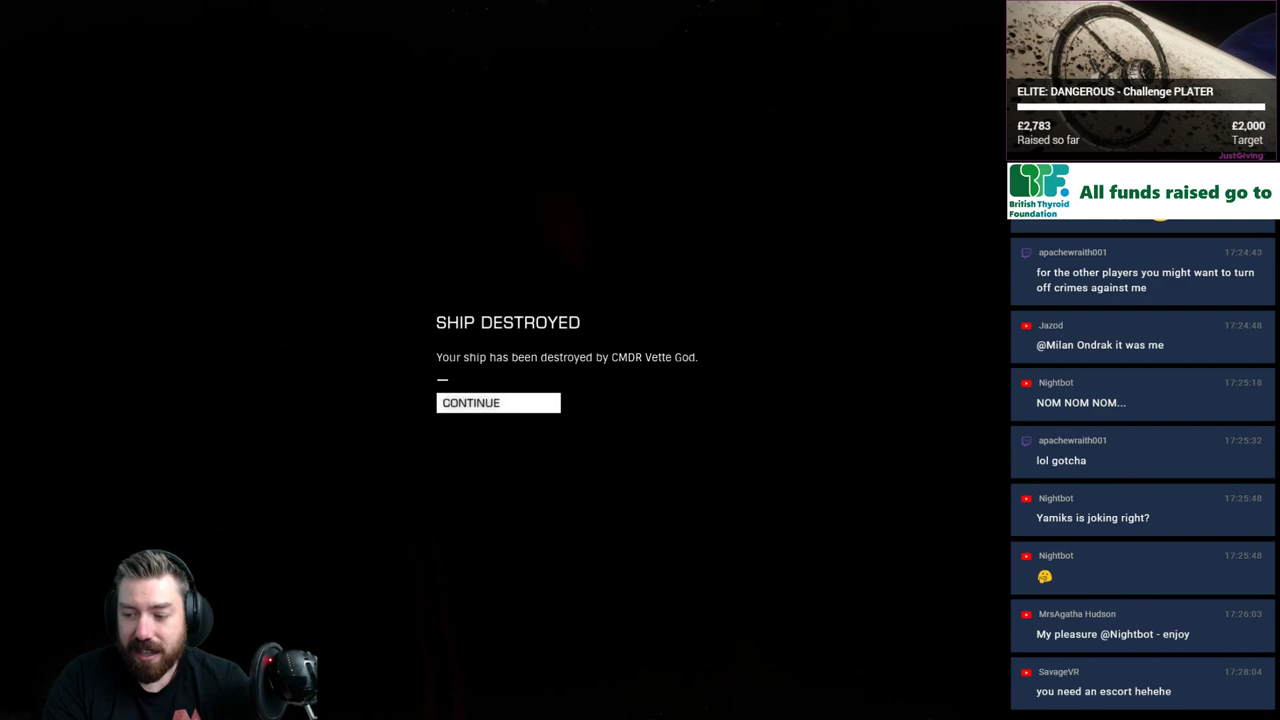 SHIP DESTROYED
Your ship has been destroyed by CMDR Vette God.
CONTINUE
ELITE: DANGEROUS - Challenge PLATER
£2,783
£2,000
Raised so far
Target
JustGiving
BTF
British Thyroid
Foundation
All funds raised go to
apachewraith001
17:24:43
for the other players you might want to turn
off crimes against me
Jazod
17:24:48
@Milan Ondrak it was me
Nightbot
17:25:18
NOM NOM NOM...
apachewraith001
17:25:32
lol gotcha
Nightbot
17:25:48
Yamiks is joking right?
Nightbot
17:25:48
MrsAgatha Hudson
17:26:03
My pleasure @Nightbot - enjoy
SavageVR
17:28:04
you need an escort hehehe